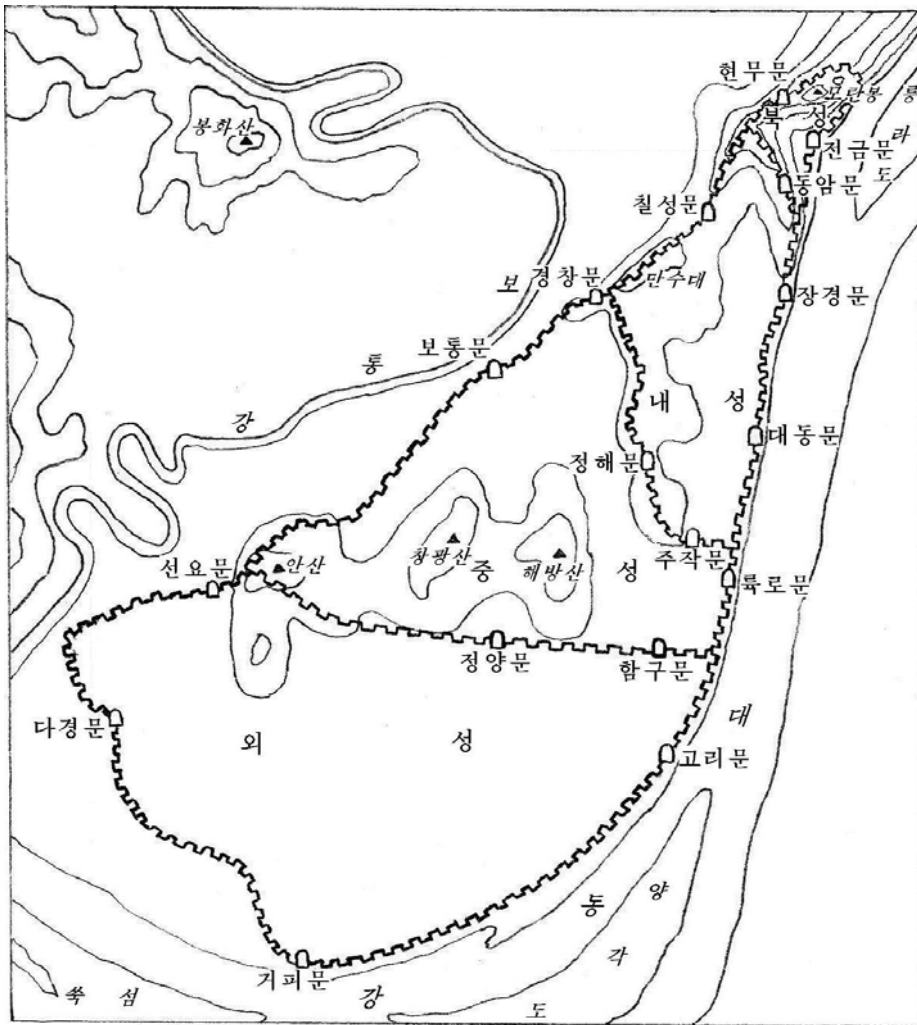 현무문
모란봉
릉라도
북성
봉화산
전금문
동암문
칠성문
만수대
경창문
장경문
보통강
보통문
내성
대동문
정해문
주작문
선요문
안산
창광산
해방산
중성
륙로문
정양문
함구문
다경문
외성
고리문
대동강
양각도
거피문
쑥섬